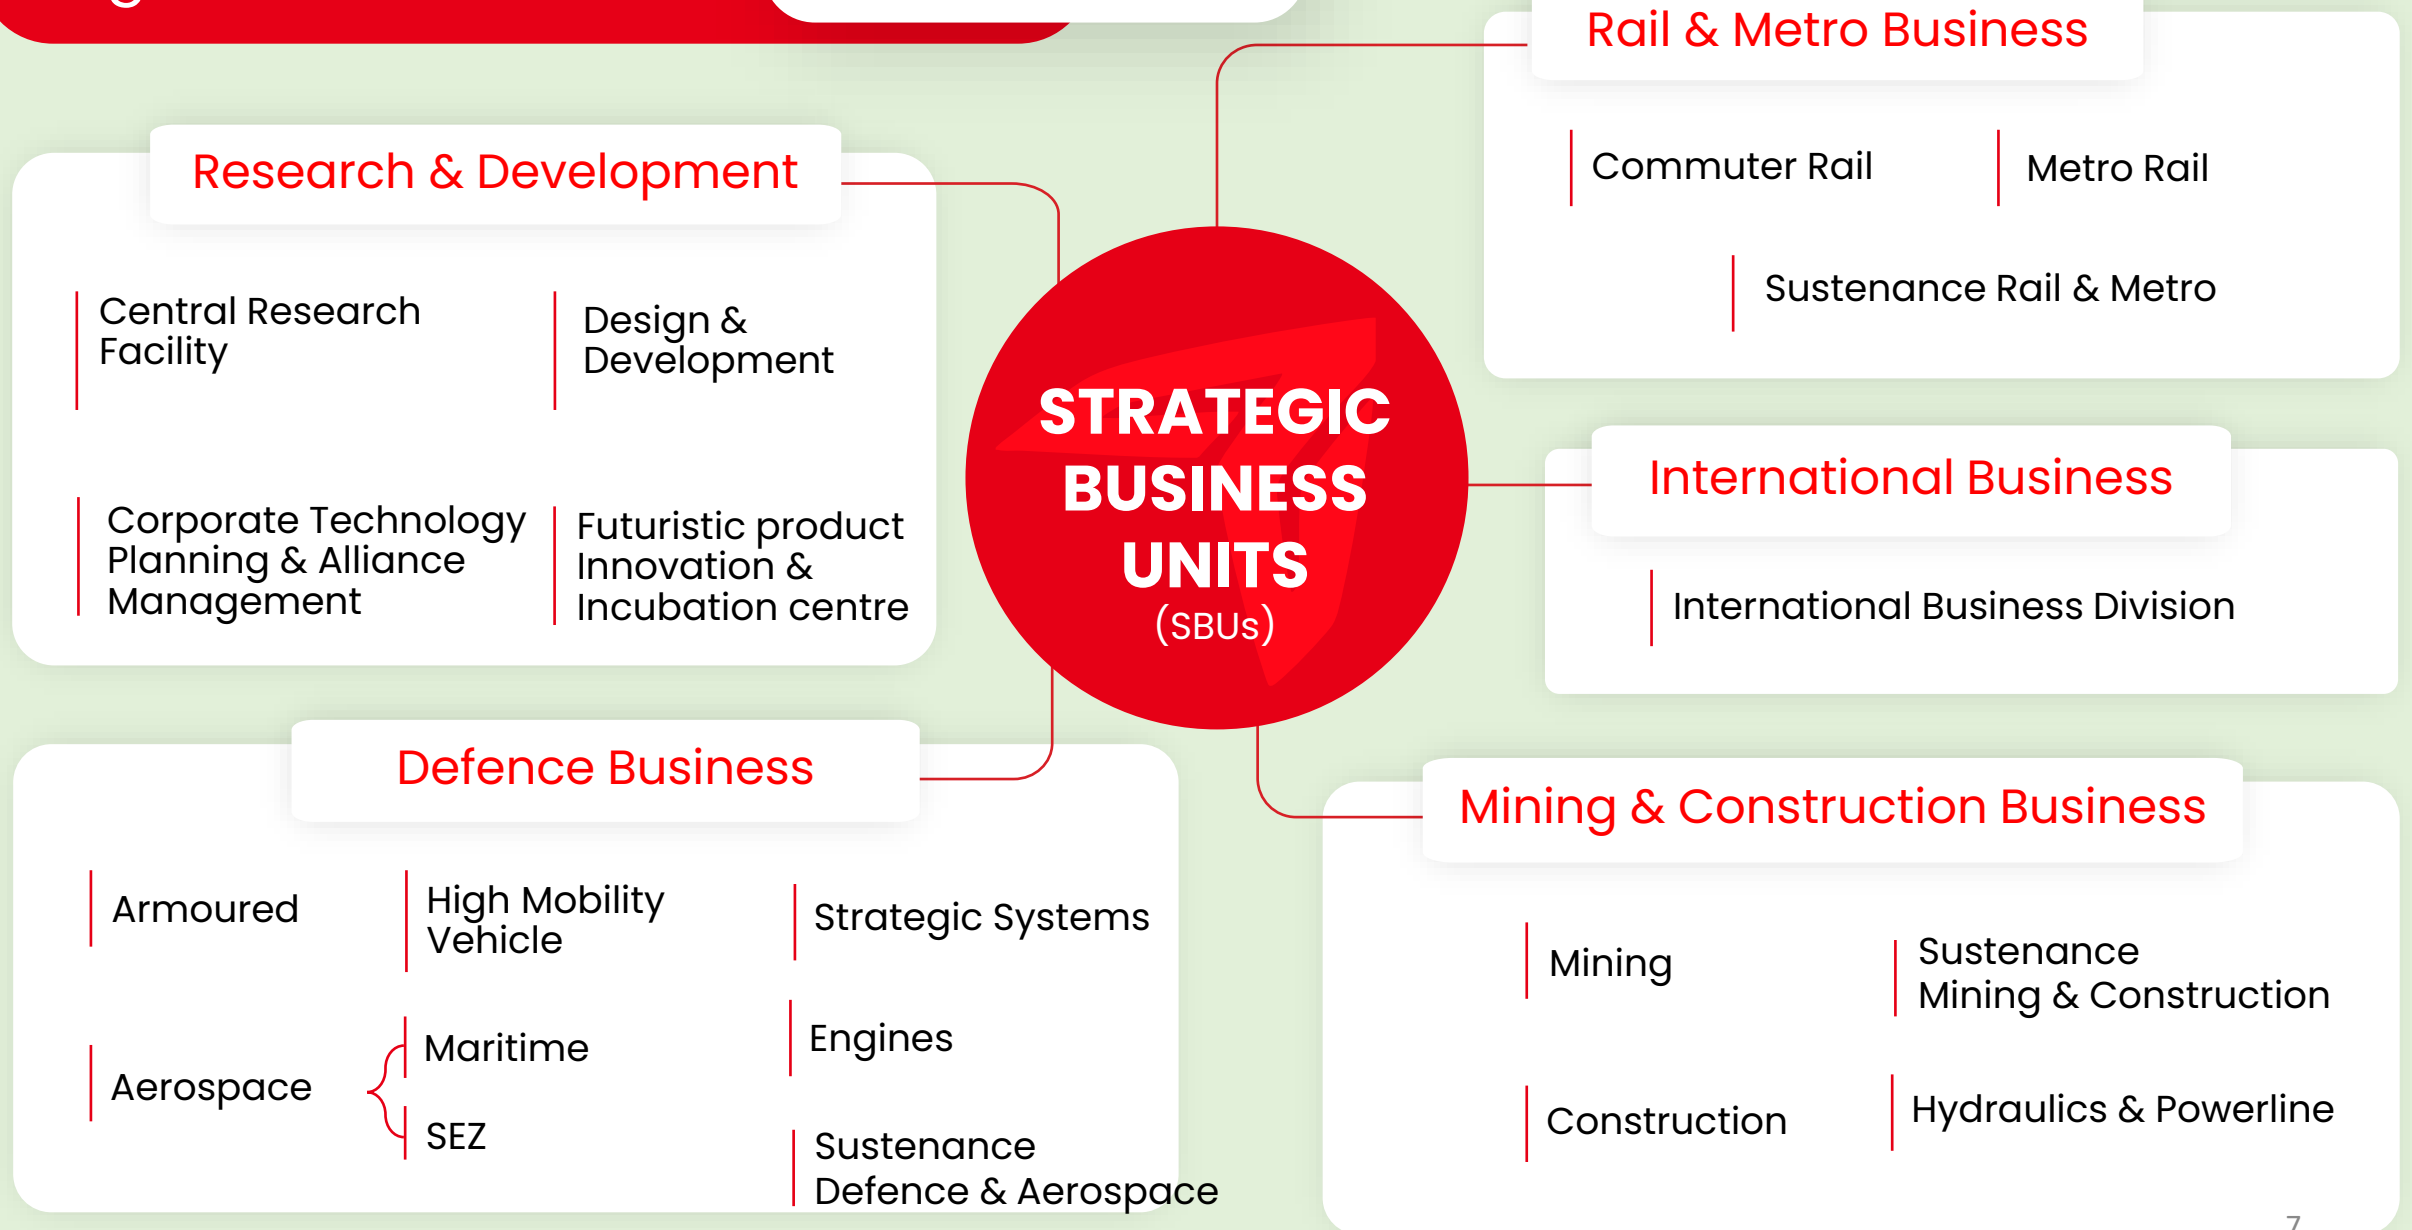 Rail & Metro Business
Commuter Rail
Metro Rail
Sustenance Rail & Metro
Research & Development
Central Research
Facility
Design &
Development
Corporate Technology
Planning & Alliance
Management
Futuristic product
Innovation &
Incubation centre
STRATEGIC
BUSINESS
UNITS
(SBUs)
International Business
International Business Division
Defence Business
Armoured
High Mobility
Vehicle
Strategic Systems
Aerospace
Maritime
SEZ
Engines
Sustenance
Defence & Aerospace
Mining & Construction Business
Mining
Sustenance
Mining & Construction
Construction
Hydraulics & Powerline
7